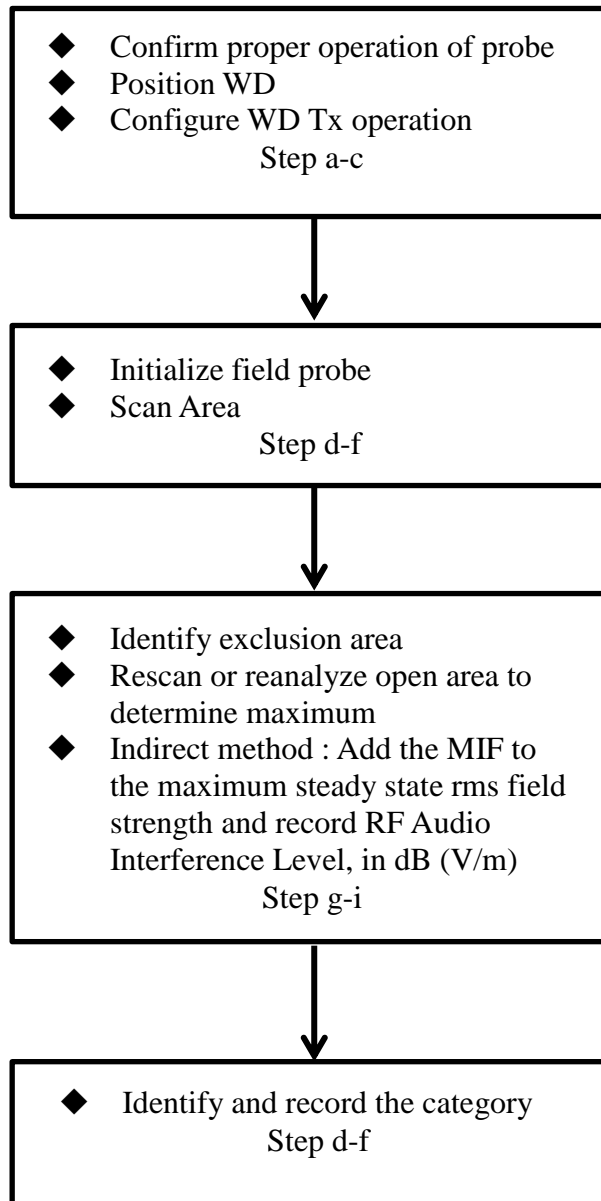 ◆ Confirm proper operation of probe
◆ Position WD
◆ Configure WD Tx operation
Step a-c
◆ Initialize field probe
◆ Scan Area
Step d-f
◆ Identify exclusion area
◆ Rescan or reanalyze open area to
determine maximum
◆ Indirect method : Add the MIF to
the maximum steady state rms field
strength and record RF Audio
Interference Level, in dB (V/m)
Step g-i
◆ Identify and record the category
Step d-f